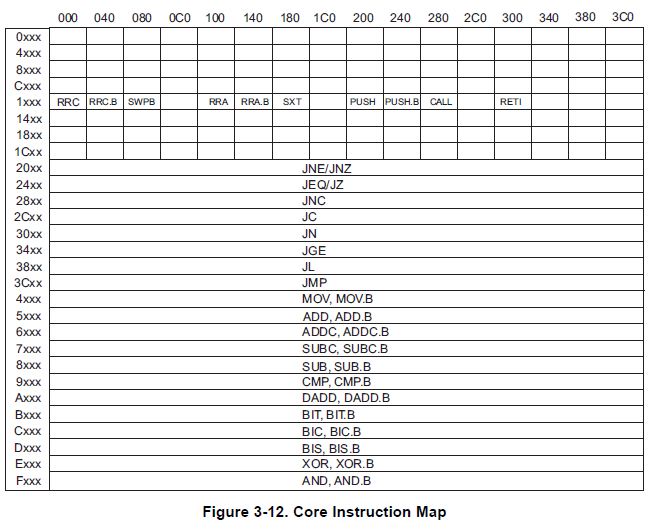 000 040 080 0C0 100 140 180 1C0 200 240 280 2C0 300 340 380 3C0
0xxx
4xxx
8xxx
Cxxx
1xxx RRC RRC.B SWPB RRA RRA.B SXT PUSH PUSH.B CALL RETI
14xx
18xx
1Cxx
20xx JNE/JNZ
24xx JEQ/JZ
28xx JNC
2Cxx JC
30xx JN
34xx JGE
38xx JL
3Cxx JMP
4xxx MOV, MOV.B
5xxx ADD, ADD.B
6xxx ADDC, ADDC.B
7xxx SUBC, SUBC.B
8xxx SUB, SUB.B
9xxx CMP, CMP.B
Axxx DADD, DADD.B
Bxxx BIT, BIT.B
Cxxx BIC, BIC.B
Dxxx BIS, BIS.B
Exxx XOR, XOR.B
Fxxx AND, AND.B
Figure 3-12. Core Instruction Map